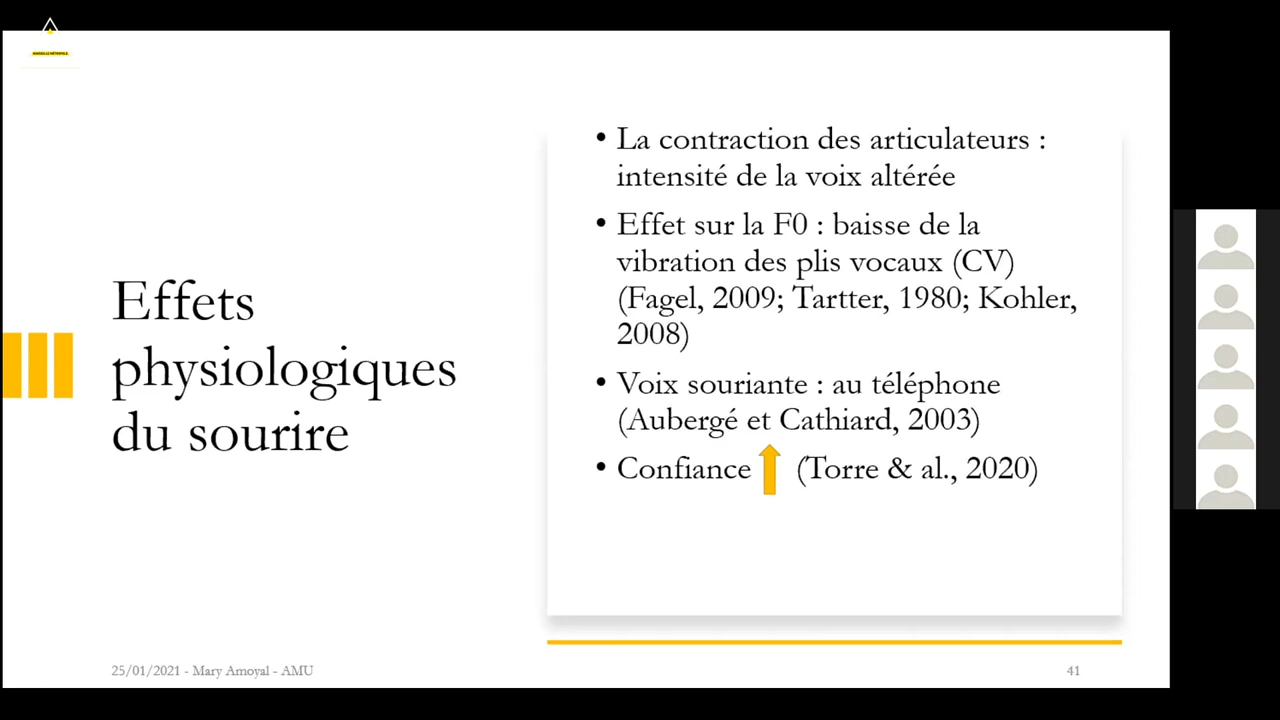 MARSEILLE MÉTROPOLE
Effets
physiologiques
du sourire
• La contraction des articulateurs :
intensité de la voix altérée
• Effet sur la F0 : baisse de la
vibration des plis vocaux (CV)
(Fagel, 2009; Tartter, 1980; Kohler,
2008)
• Voix souriante : au téléphone
(Aubergé et Cathiard, 2003)
• Confiance (Torre & al., 2020)
25/01/2021 - Mary Amoyal - AMU
41